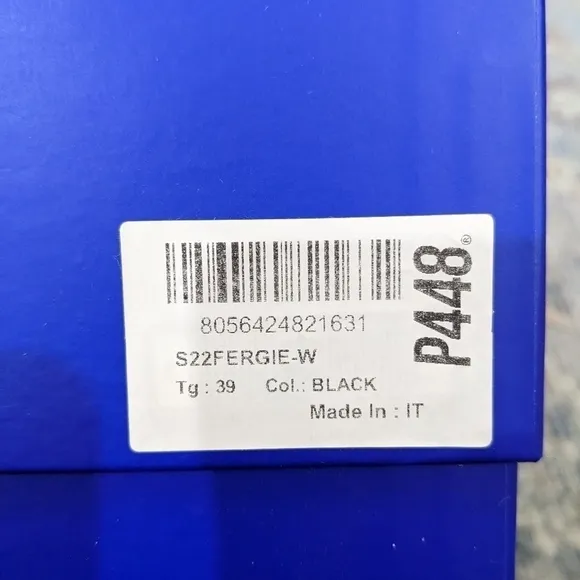 8056424821631
S22FERGIE-W
Tg : 39 Col.: BLACK
Made In : IT
P448®